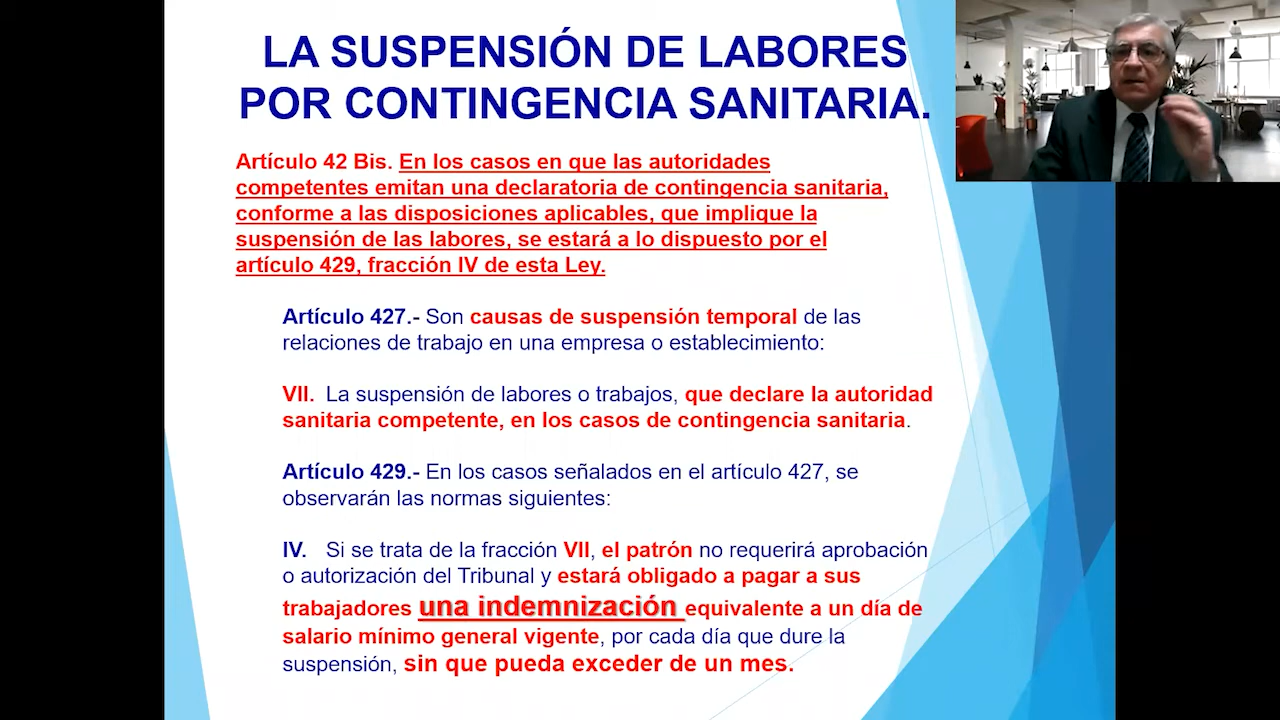 LA SUSPENSIÓN DE LABORES
POR CONTINGENCIA SANITARIA.
Artículo 42 Bis. En los casos en que las autoridades
competentes emitan una declaratoria de contingencia sanitaria,
conforme a las disposiciones aplicables, que implique la
suspensión de las labores, se estará a lo dispuesto por el
artículo 429, fracción IV de esta Ley.
Artículo 427.- Son causas de suspensión temporal de las
relaciones de trabajo en una empresa o establecimiento:
VII. La suspensión de labores o trabajos, que declare la autoridad
sanitaria competente, en los casos de contingencia sanitaria.
Artículo 429.- En los casos señalados en el artículo 427, se
observarán las normas siguientes:
IV. Si se trata de la fracción VII, el patrón no requerirá aprobación
o autorización del Tribunal y estará obligado a pagar a sus
trabajadores una indemnización equivalente a un día de
salario mínimo general vigente, por cada día que dure la
suspensión, sin que pueda exceder de un mes.